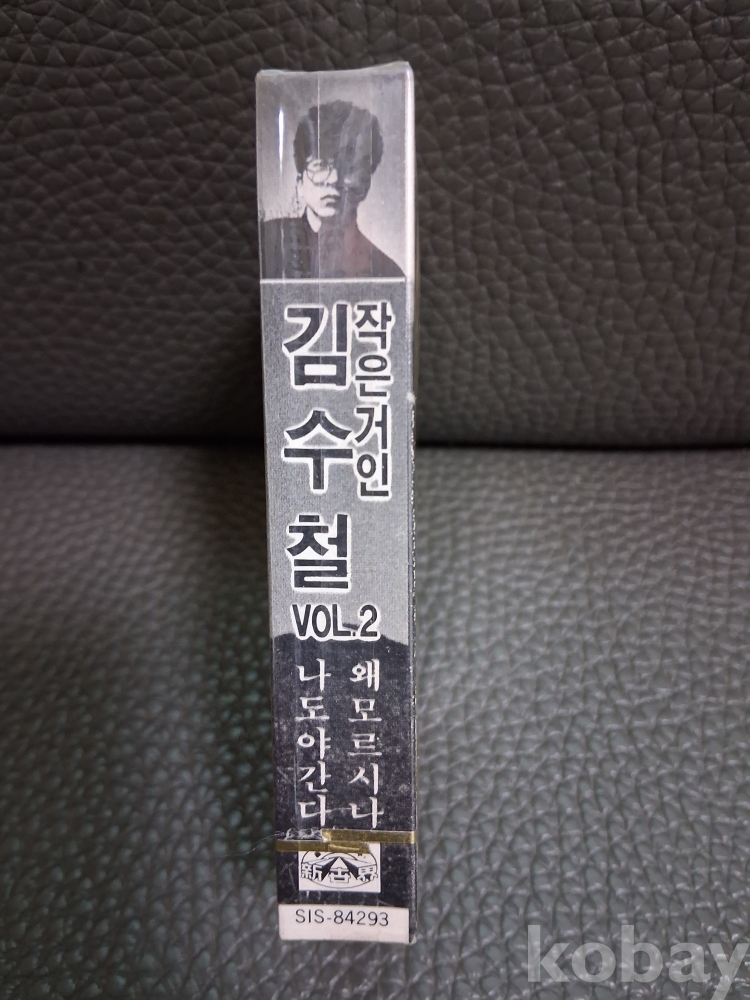 작은거인
김수철
VOL.2
왜모르시나
나도야간다
新世界
SIS-84293
kobay